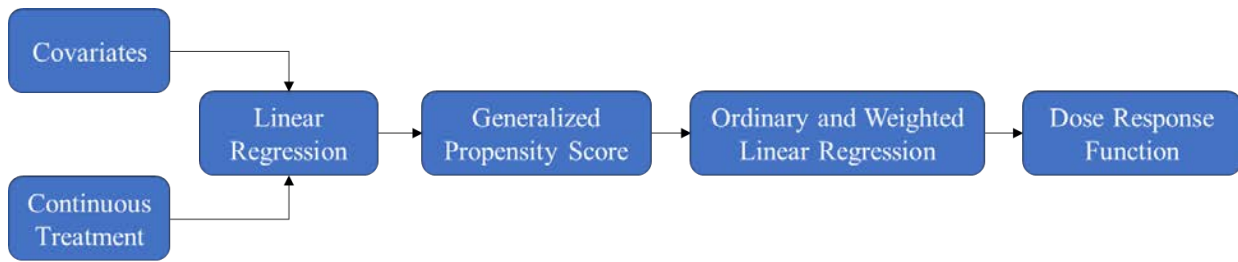 Covariates
Continuous
Treatment
Linear
Regression
Generalized
Propensity Score
Ordinary and Weighted
Linear Regression
Dose Response
Function